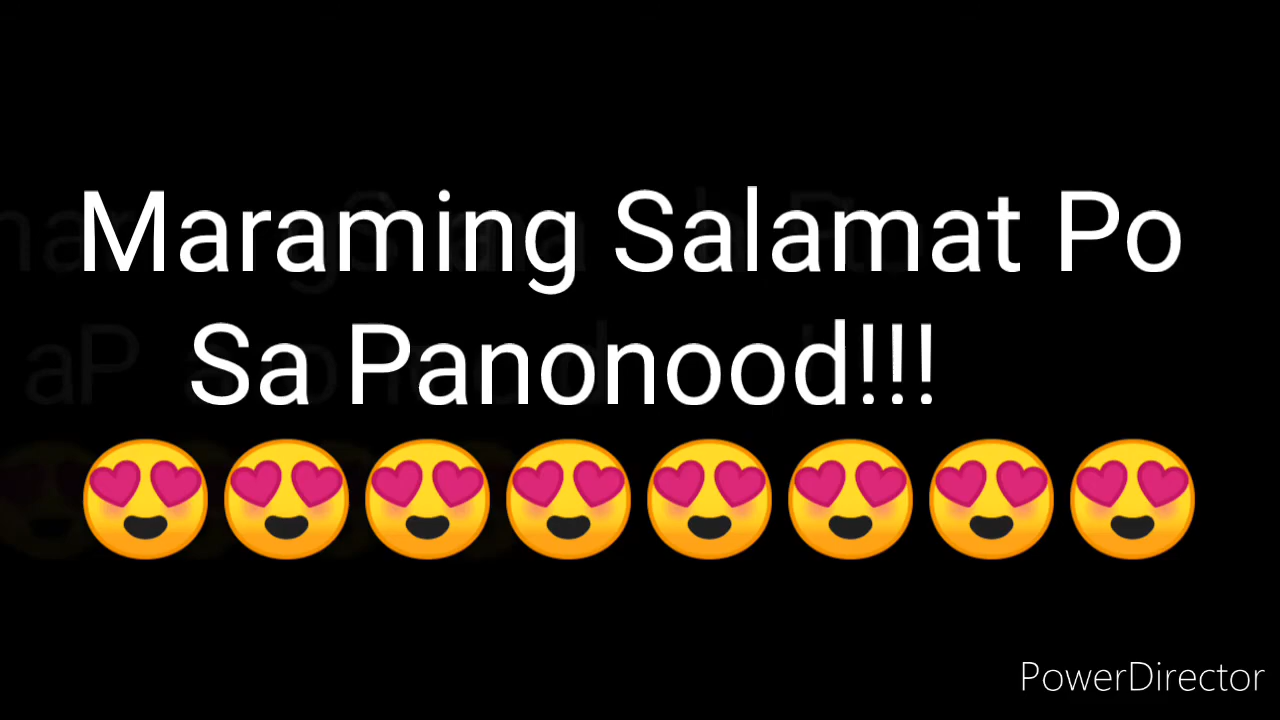 Maraming Salamat Po
Sa Panonood!!!
😍😍😍😍😍😍😍😍
PowerDirector